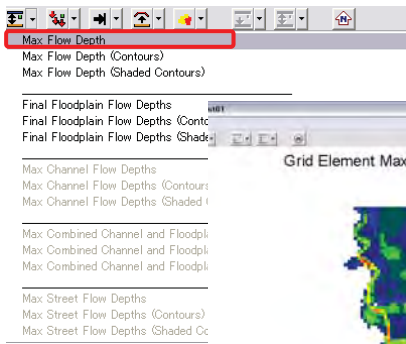 Max Flow Depth
Max Flow Depth (Contours)
Max Flow Depth (Shaded Contours)
Final Floodplain Flow Depths
Final Floodplain Flow Depths (Conto
Final Floodplain Flow Depths (Shade
Max Channel Flow Depths
Max Channel Flow Depths (Contours
Max Channel Flow Depths (Shaded
Max Combined Channel and Floodpl
Max Combined Channel and Floodpl
Max Combined Channel and Floodpl
Max Street Flow Depths
Max Street Flow Depths (Contours)
Max Street Flow Depths (Shaded Co
Grid Element Max